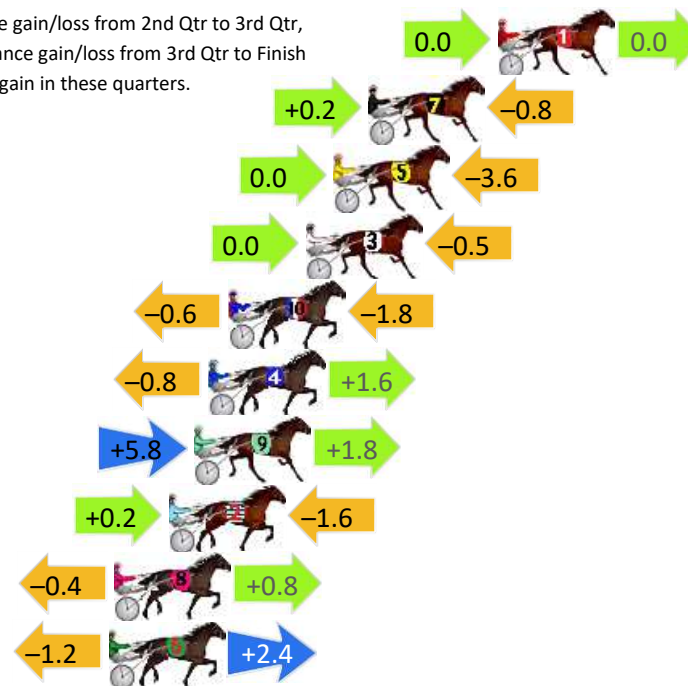 e gain/loss from 2nd Qtr to 3rd Qtr,
ance gain/loss from 3rd Qtr to Finish
gain in these quarters.
0.0 1 0.0
+0.2 7 –0.8
0.0 5 –3.6
0.0 3 –0.5
–0.6 10 –1.8
–0.8 4 +1.6
+5.8 9 +1.8
+0.2 2 –1.6
–0.4 8 +0.8
–1.2 6 +2.4